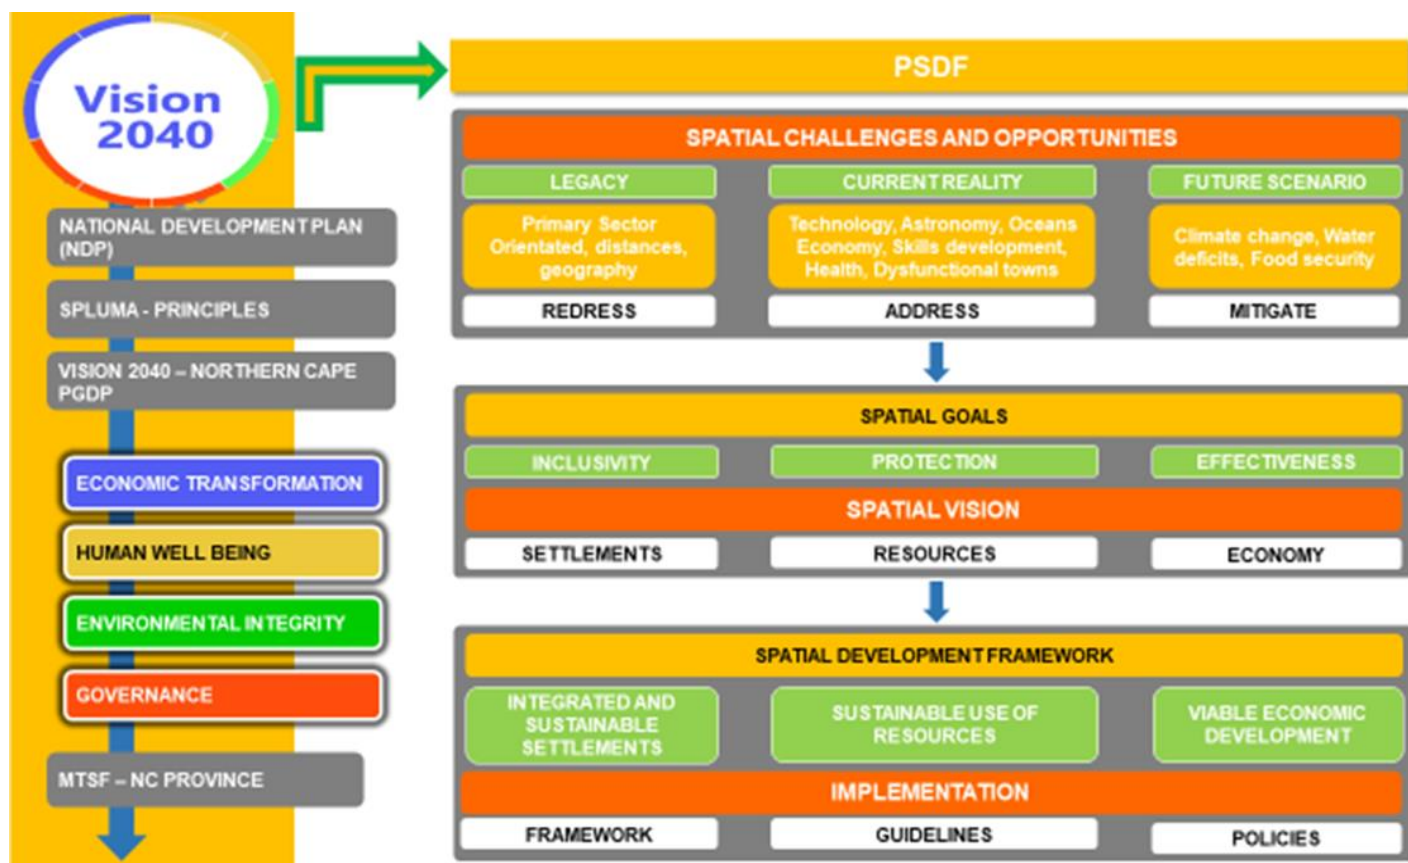 Vision
2040
NATIONAL DEVELOPMENT PLAN
(NDP)
SPLUMA - PRINCIPLES
VISION 2040 – NORTHERN CAPE
PGDP
ECONOMIC TRANSFORMATION
HUMAN WELL BEING
ENVIRONMENTAL INTEGRITY
GOVERNANCE
MTSF – NC PROVINCE
PSDF
SPATIAL CHALLENGES AND OPPORTUNITIES
LEGACY
CURRENT REALITY
FUTURE SCENARIO
Primary Sector
Orientated, distances,
geography
Technology, Astronomy, Oceans
Economy, Skills development,
Health, Dysfunctional towns
Climate change, Water
deficits, Food security
REDRESS
ADDRESS
MITIGATE
SPATIAL GOALS
INCLUSIVITY
PROTECTION
EFFECTIVENESS
SPATIAL VISION
SETTLEMENTS
RESOURCES
ECONOMY
SPATIAL DEVELOPMENT FRAMEWORK
INTEGRATED AND
SUSTAINABLE
SETTLEMENTS
SUSTAINABLE USE OF
RESOURCES
VIABLE ECONOMIC
DEVELOPMENT
IMPLEMENTATION
FRAMEWORK
GUIDELINES
POLICIES